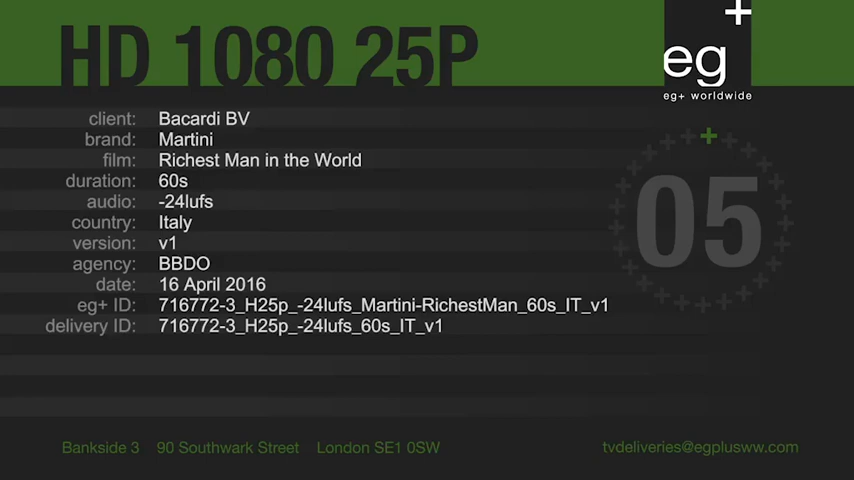 HD 1080 25P
eg+
eg+ worldwide
client: Bacardi BV
brand: Martini
film: Richest Man in the World
duration: 60s
audio: -24lufs
country: Italy
version: v1
agency: BBDO
date: 16 April 2016
eg+ ID: 716772-3_H25p_-24lufs_Martini-RichestMan_60s_IT_v1
delivery ID: 716772-3_H25p_-24lufs_60s_IT_v1
05
Bankside 3 90 Southwark Street London SE1 0SW
tvdeliveries@egplusww.com